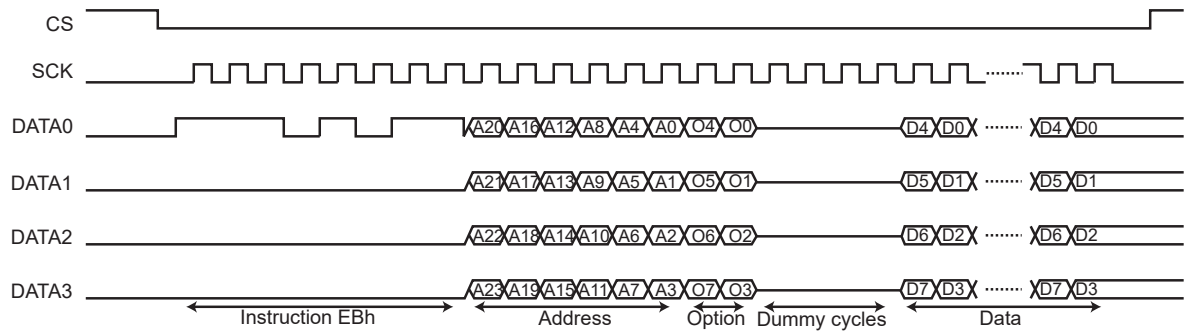 CS
SCK
DATA0 A20 A16 A12 A8 A4 A0 O4 O0 D4 D0 D4 D0
DATA1 A21 A17 A13 A9 A5 A1 O5 O1 D5 D1 D5 D1
DATA2 A22 A18 A14 A10 A6 A2 O6 O2 D6 D2 D6 D2
DATA3 A23 A19 A15 A11 A7 A3 O7 O3 D7 D3 D7 D3
Instruction EBh Address Option Dummy cycles Data